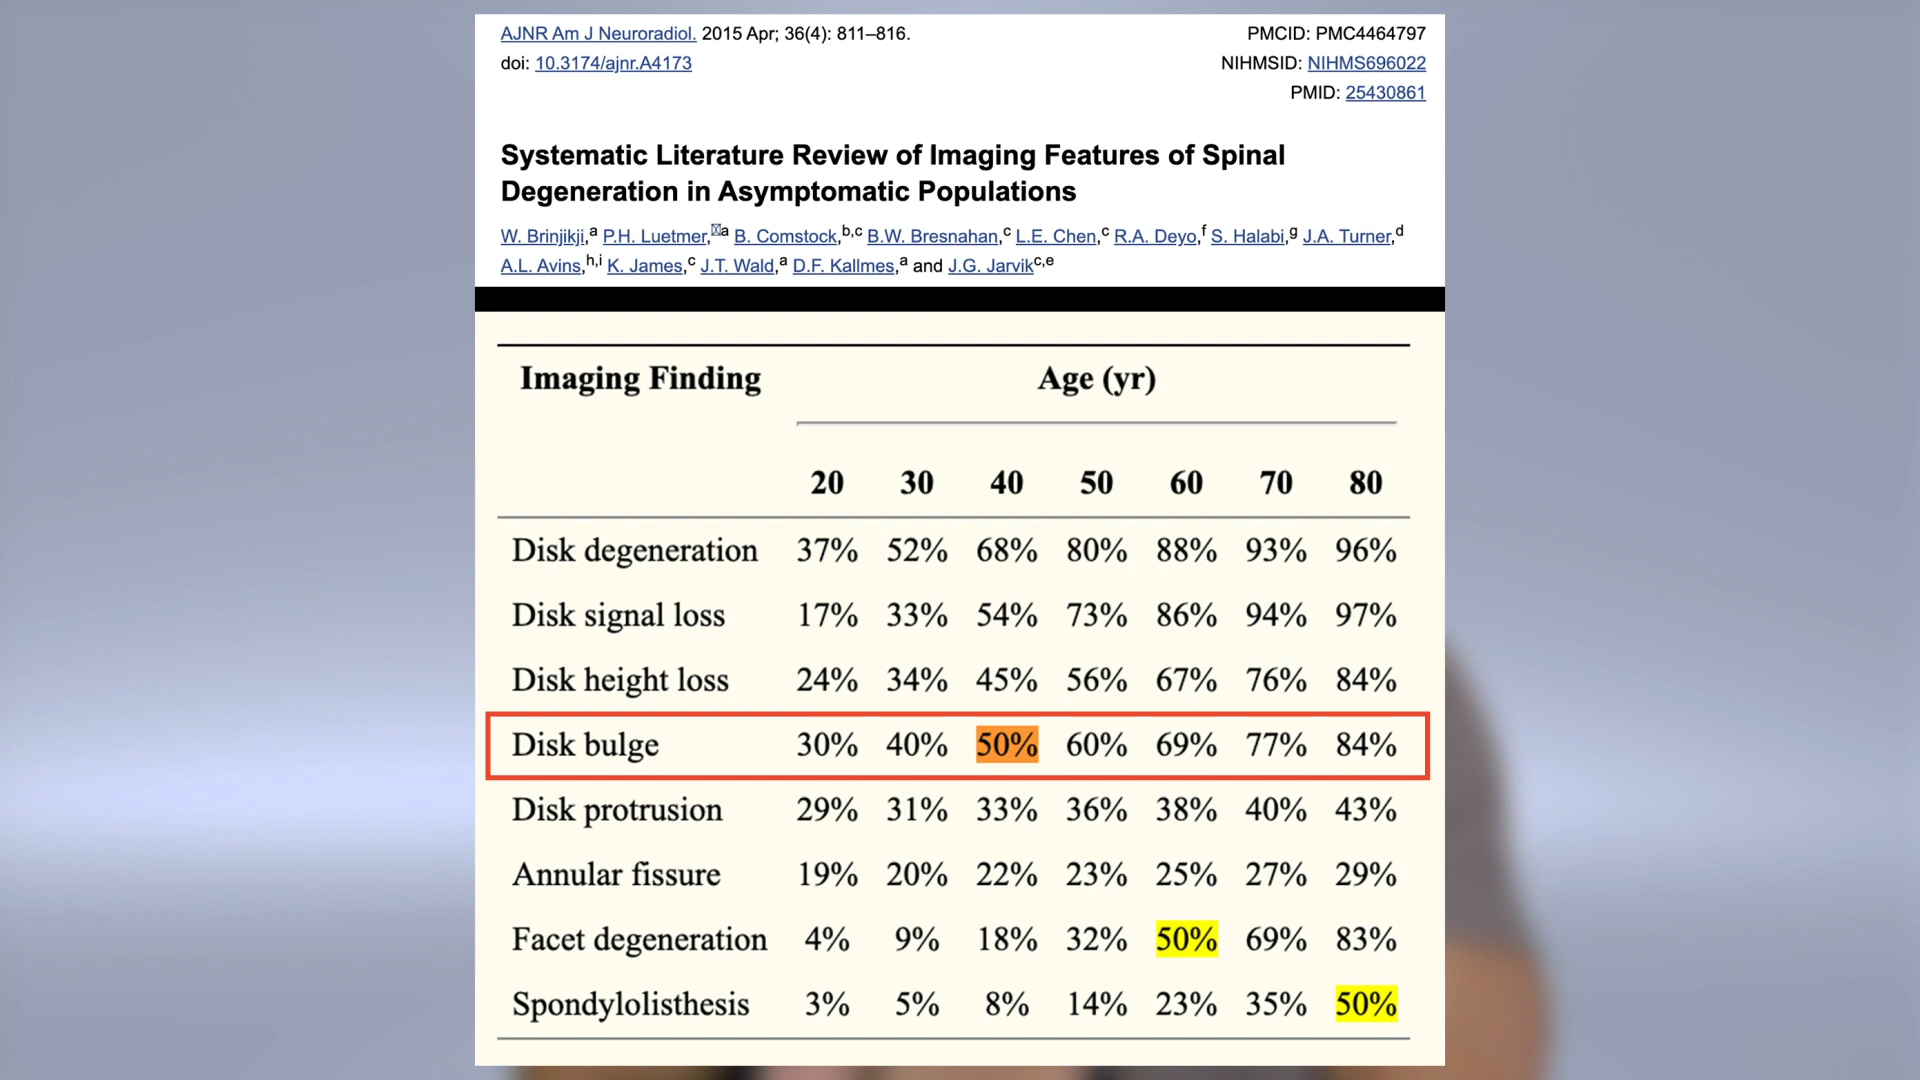 AJNR Am J Neuroradiol. 2015 Apr; 36(4): 811–816.
PMCID: PMC4464797
doi: 10.3174/ajnr.A4173
NIHMSID: NIHMS696022
PMID: 25430861
Systematic Literature Review of Imaging Features of Spinal
Degeneration in Asymptomatic Populations
W. Brinjikji,a P.H. Luetmer,a B. Comstock,b,c B.W. Bresnahan,c L.E. Chen,c R.A. Deyo,f S. Halabi,g J.A. Turner,d
A.L. Avins,h,i K. James,c J.T. Wald,a D.F. Kallmes,a and J.G. Jarvikc,e
Imaging Finding Age (yr)
20 30 40 50 60 70 80
Disk degeneration 37% 52% 68% 80% 88% 93% 96%
Disk signal loss 17% 33% 54% 73% 86% 94% 97%
Disk height loss 24% 34% 45% 56% 67% 76% 84%
Disk bulge 30% 40% 50% 60% 69% 77% 84%
Disk protrusion 29% 31% 33% 36% 38% 40% 43%
Annular fissure 19% 20% 22% 23% 25% 27% 29%
Facet degeneration 4% 9% 18% 32% 50% 69% 83%
Spondylolisthesis 3% 5% 8% 14% 23% 35% 50%